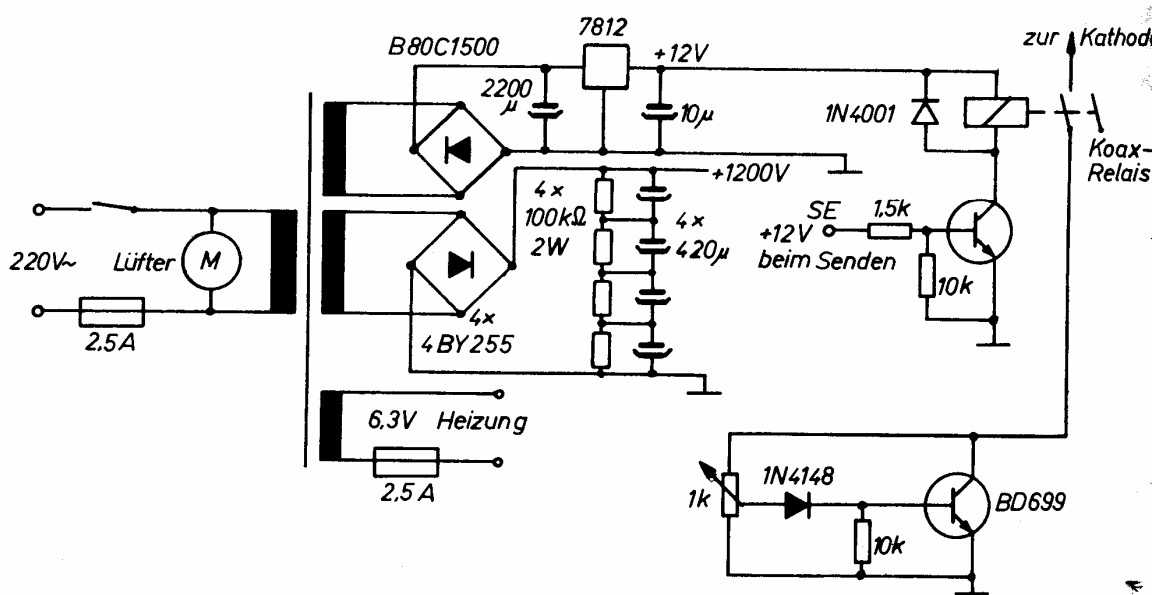 B80C1500
7812
+12V
zur Kathode
2200
μ
10μ
1N4001
Koax-
Relais
+1200V
4×
100kΩ
2W
4×
420μ
SE
+12V
beim Senden
1,5k
10k
220V~
Lüfter
M
2,5A
4×
4BY255
6,3V Heizung
2,5A
1k
1N4148
10k
BD699